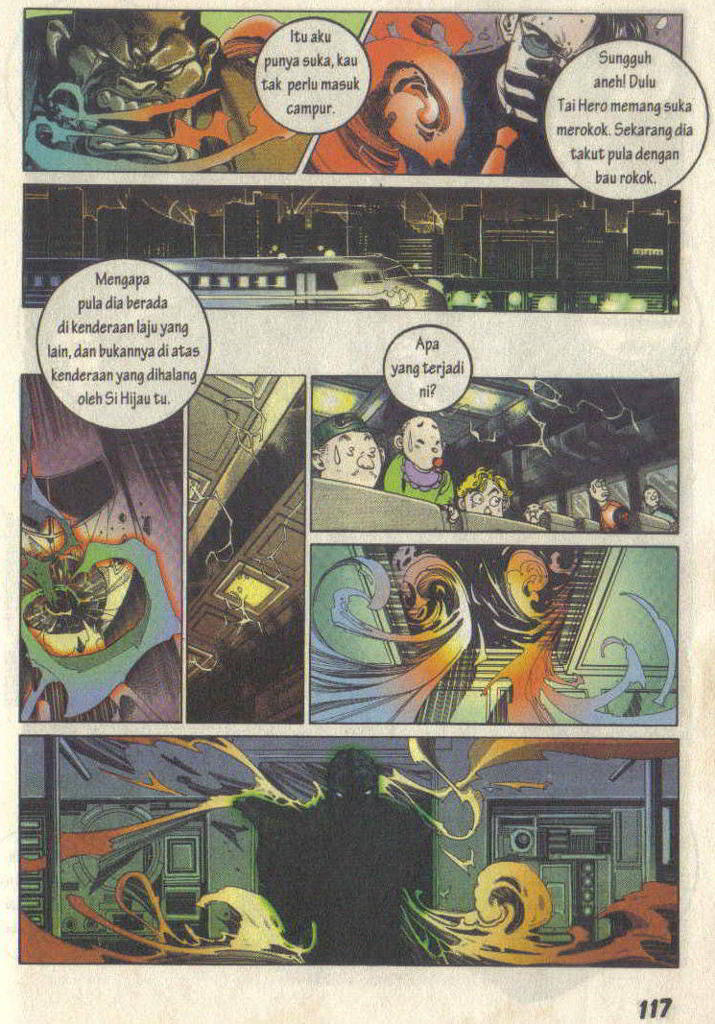 Itu aku
punya suka, kau
tak perlu masuk
campur.
Sungguh
aneh! Dulu
Tai Hero memang suka
merokok. Sekarang dia
takut pula dengan
bau rokok.
Mengapa
pula dia berada
di kenderaan laju yang
lain, dan bukannya di atas
kenderaan yang dihalang
oleh Si Hijau tu.
Apa
yang terjadi
ni?
117